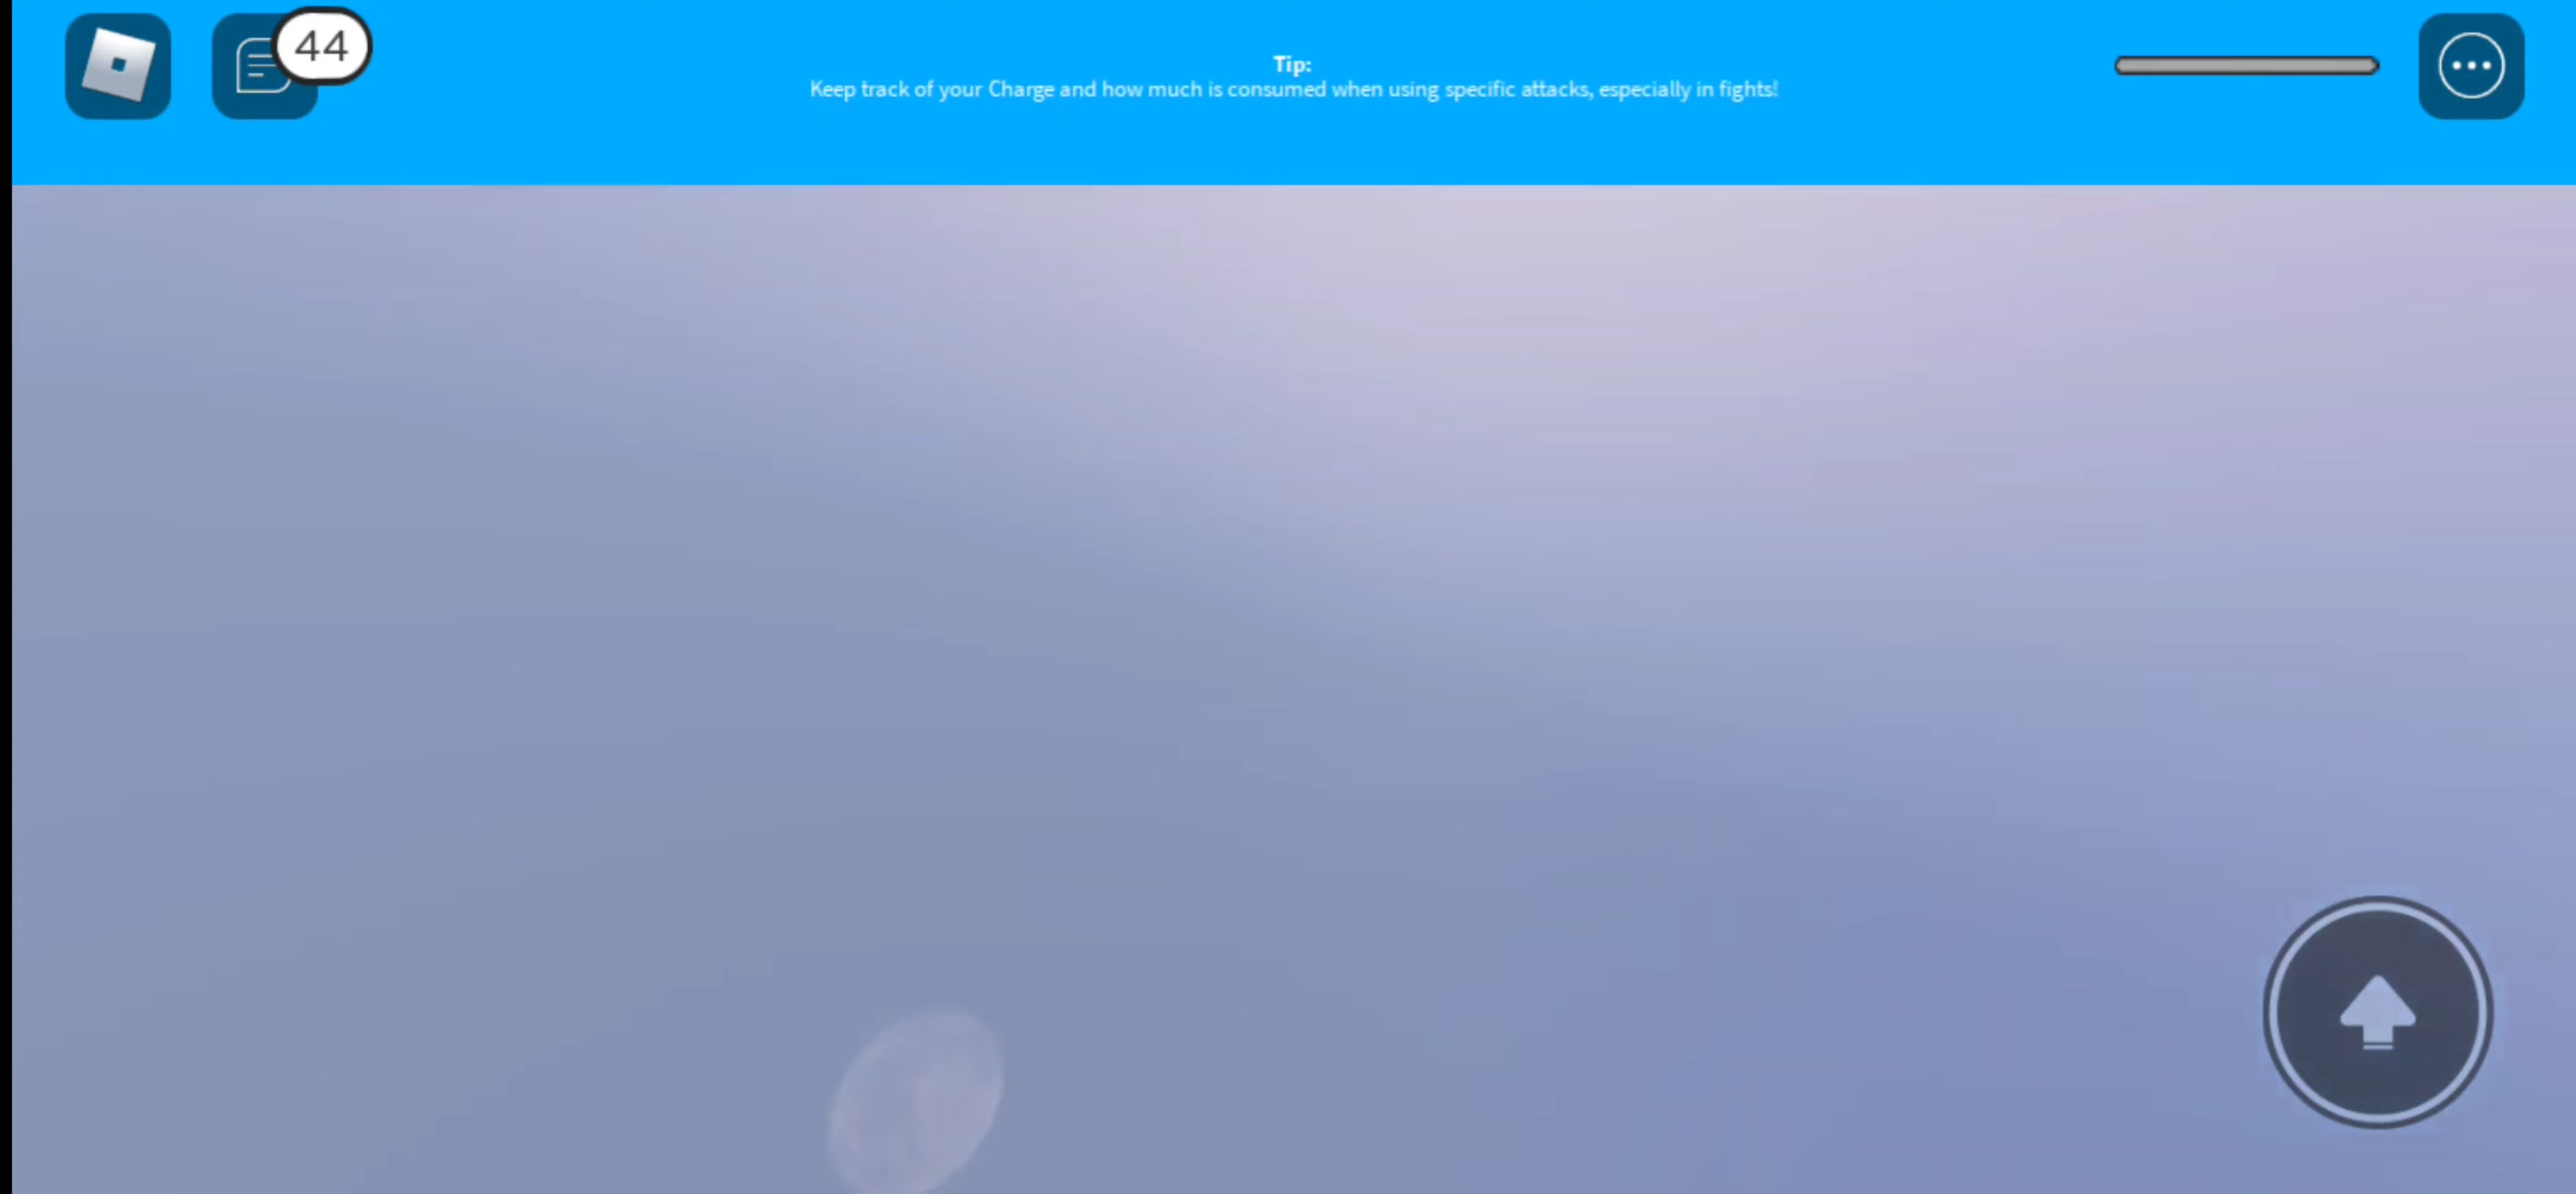 44
Tip:
Keep track of your Charge and how much is consumed when using specific attacks, especially in fights!